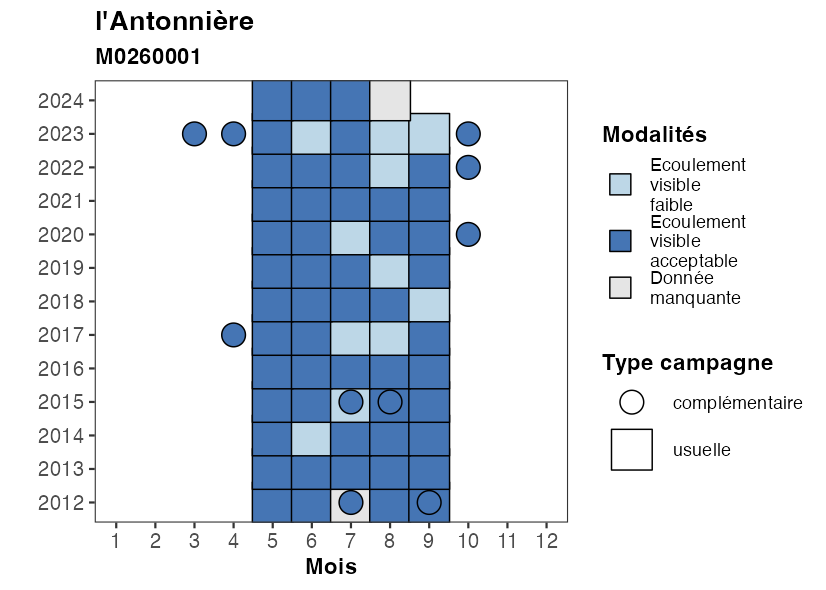 l'Antonnière
M0260001
2024
2023
2022
2021
2020
2019
2018
2017
2016
2015
2014
2013
2012
1 2 3 4 5 6 7 8 9 10 11 12
Mois
Modalités
Ecoulement
visible
faible
Ecoulement
visible
acceptable
Donnée
manquante
Type campagne
complémentaire
usuelle